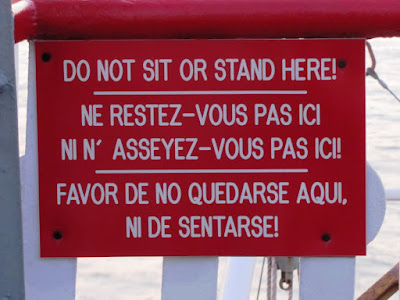 DO NOT SIT OR STAND HERE!
NE RESTEZ-VOUS PAS ICI
NI N´ ASSEYEZ-VOUS PAS ICI!
FAVOR DE NO QUEDARSE AQUI,
NI DE SENTARSE!